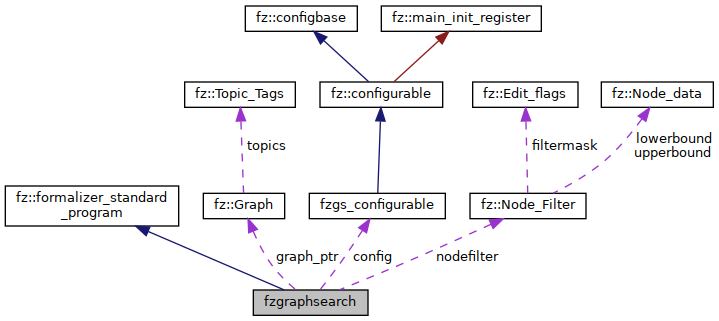 fz::configbase
fz::main_init_register
fz::Topic_Tags
fz::configurable
fz::Edit_flags
fz::Node_data
topics
filtermask
lowerbound
upperbound
fz::formalizer_standard
_program
fz::Graph
fzgs_configurable
fz::Node_Filter
graph_ptr
config
nodefilter
fzgraphsearch